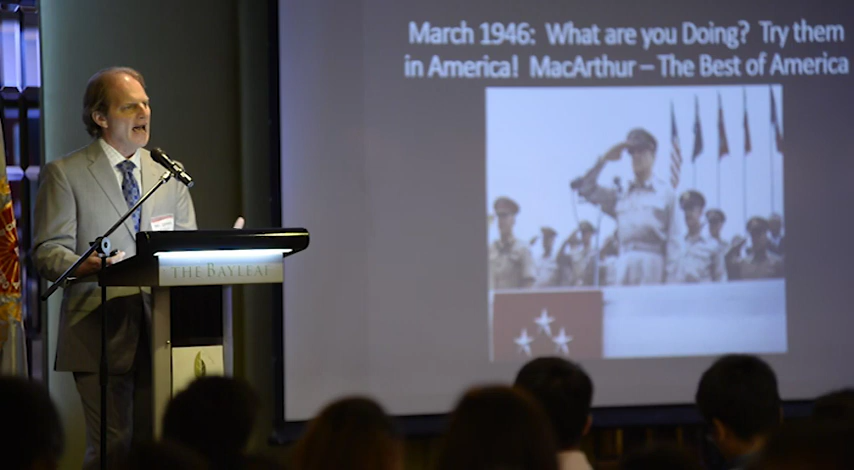 March 1946: What are you Doing? Try them
in America! MacArthur – The Best of America
THE BAYLEAF